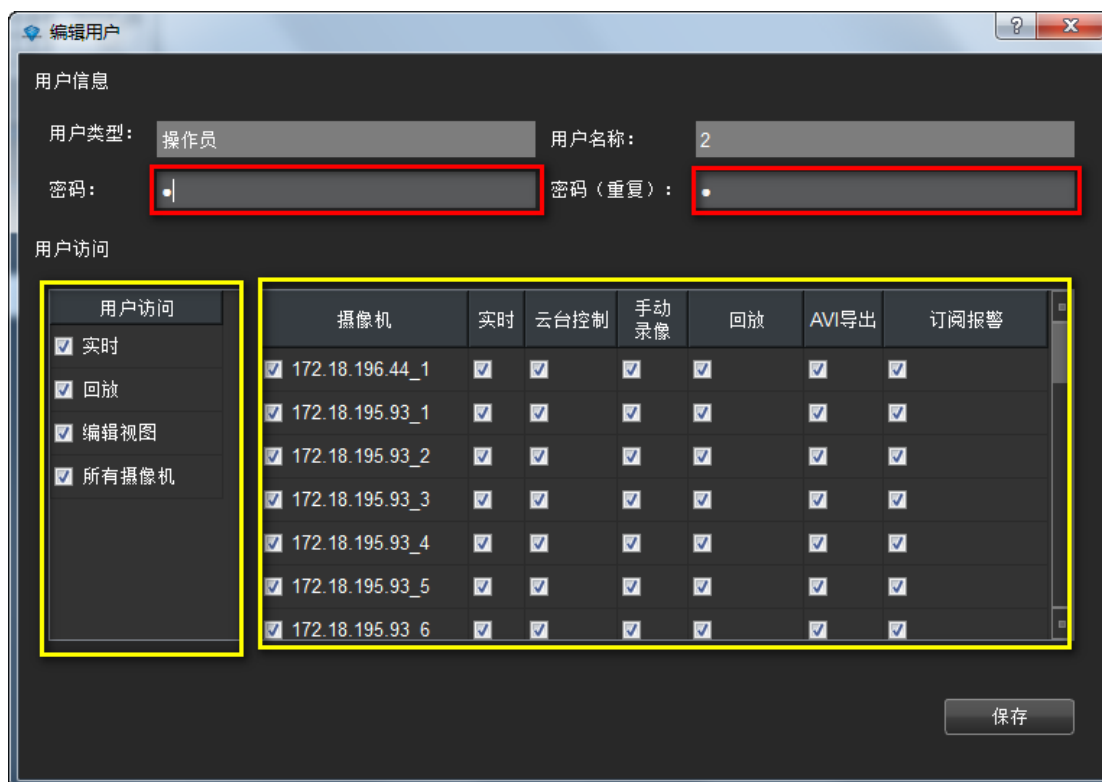 编辑用户
用户信息
用户类型： 操作员 用户名称： 2
密码： 密码（重复）：
用户访问
用户访问
实时
回放
编辑视图
所有摄像机
摄像机 实时 云台控制 手动录像 回放 AVI导出 订阅报警
172.18.196.44_1
172.18.195.93_1
172.18.195.93_2
172.18.195.93_3
172.18.195.93_4
172.18.195.93_5
172.18.195.93 6
保存